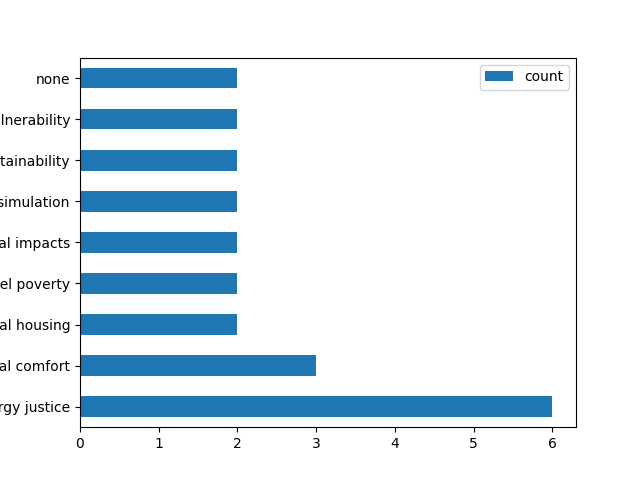 count
none
lnerability
tainability
simulation
al impacts
el poverty
al housing
al comfort
rgy justice
0 1 2 3 4 5 6